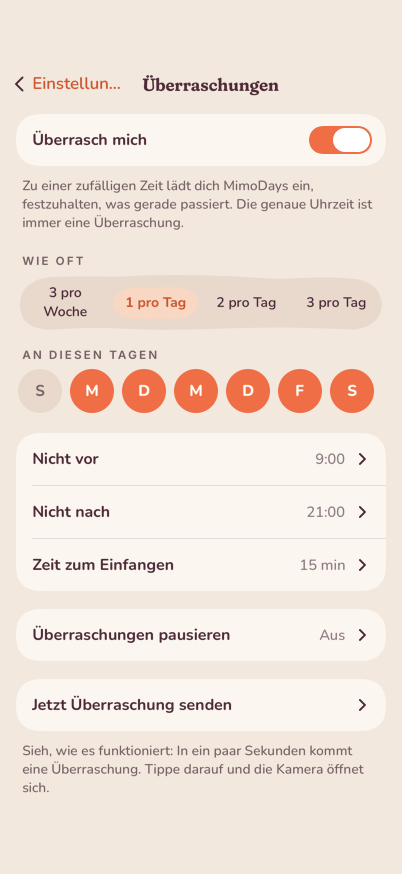 Einstellun... Überraschungen
Überrasch mich
Zu einer zufälligen Zeit lädt dich MimoDays ein,
festzuhalten, was gerade passiert. Die genaue Uhrzeit ist
immer eine Überraschung.
WIE OFT
3 pro
Woche
1 pro Tag
2 pro Tag
3 pro Tag
AN DIESEN TAGEN
S M D M D F S
Nicht vor 9:00
Nicht nach 21:00
Zeit zum Einfangen 15 min
Überraschungen pausieren Aus
Jetzt Überraschung senden
Sieh, wie es funktioniert: In ein paar Sekunden kommt
eine Überraschung. Tippe darauf und die Kamera öffnet
sich.